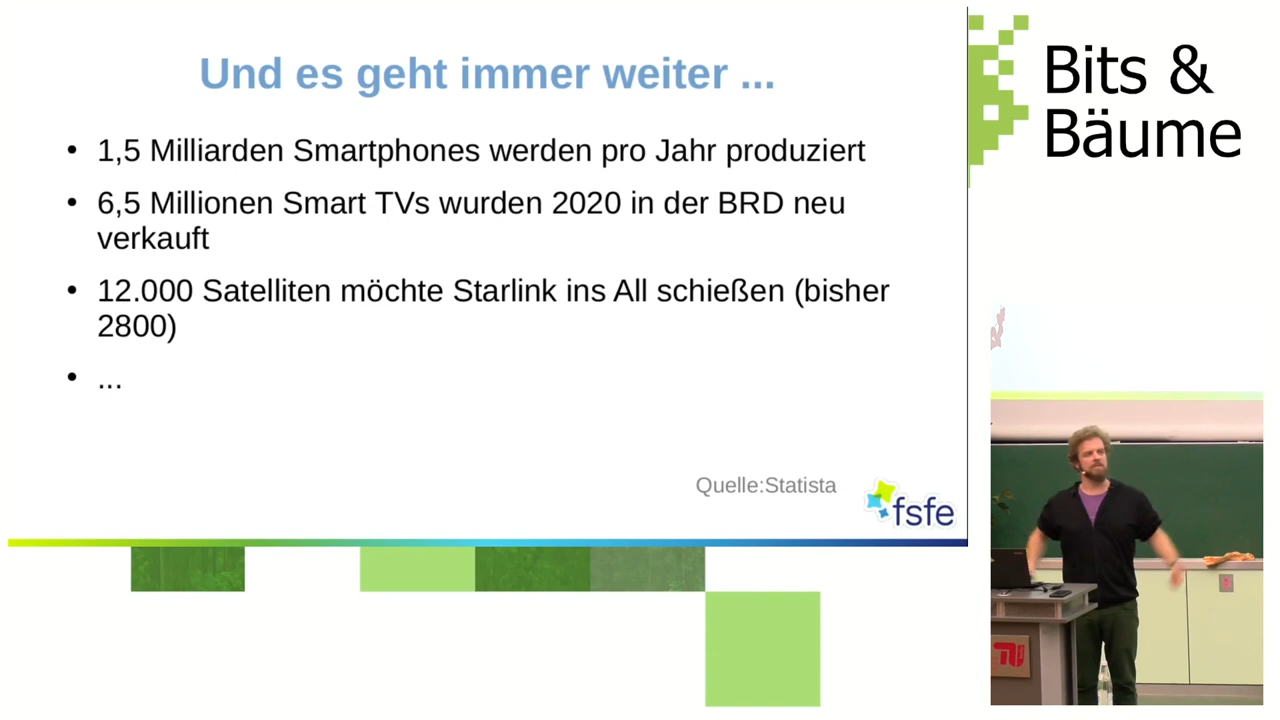 Und es geht immer weiter ...
• 1,5 Milliarden Smartphones werden pro Jahr produziert
• 6,5 Millionen Smart TVs wurden 2020 in der BRD neu
verkauft
• 12.000 Satelliten möchte Starlink ins All schießen (bisher
2800)
• ...
Quelle:Statista
fsfe
Bits &
Bäume